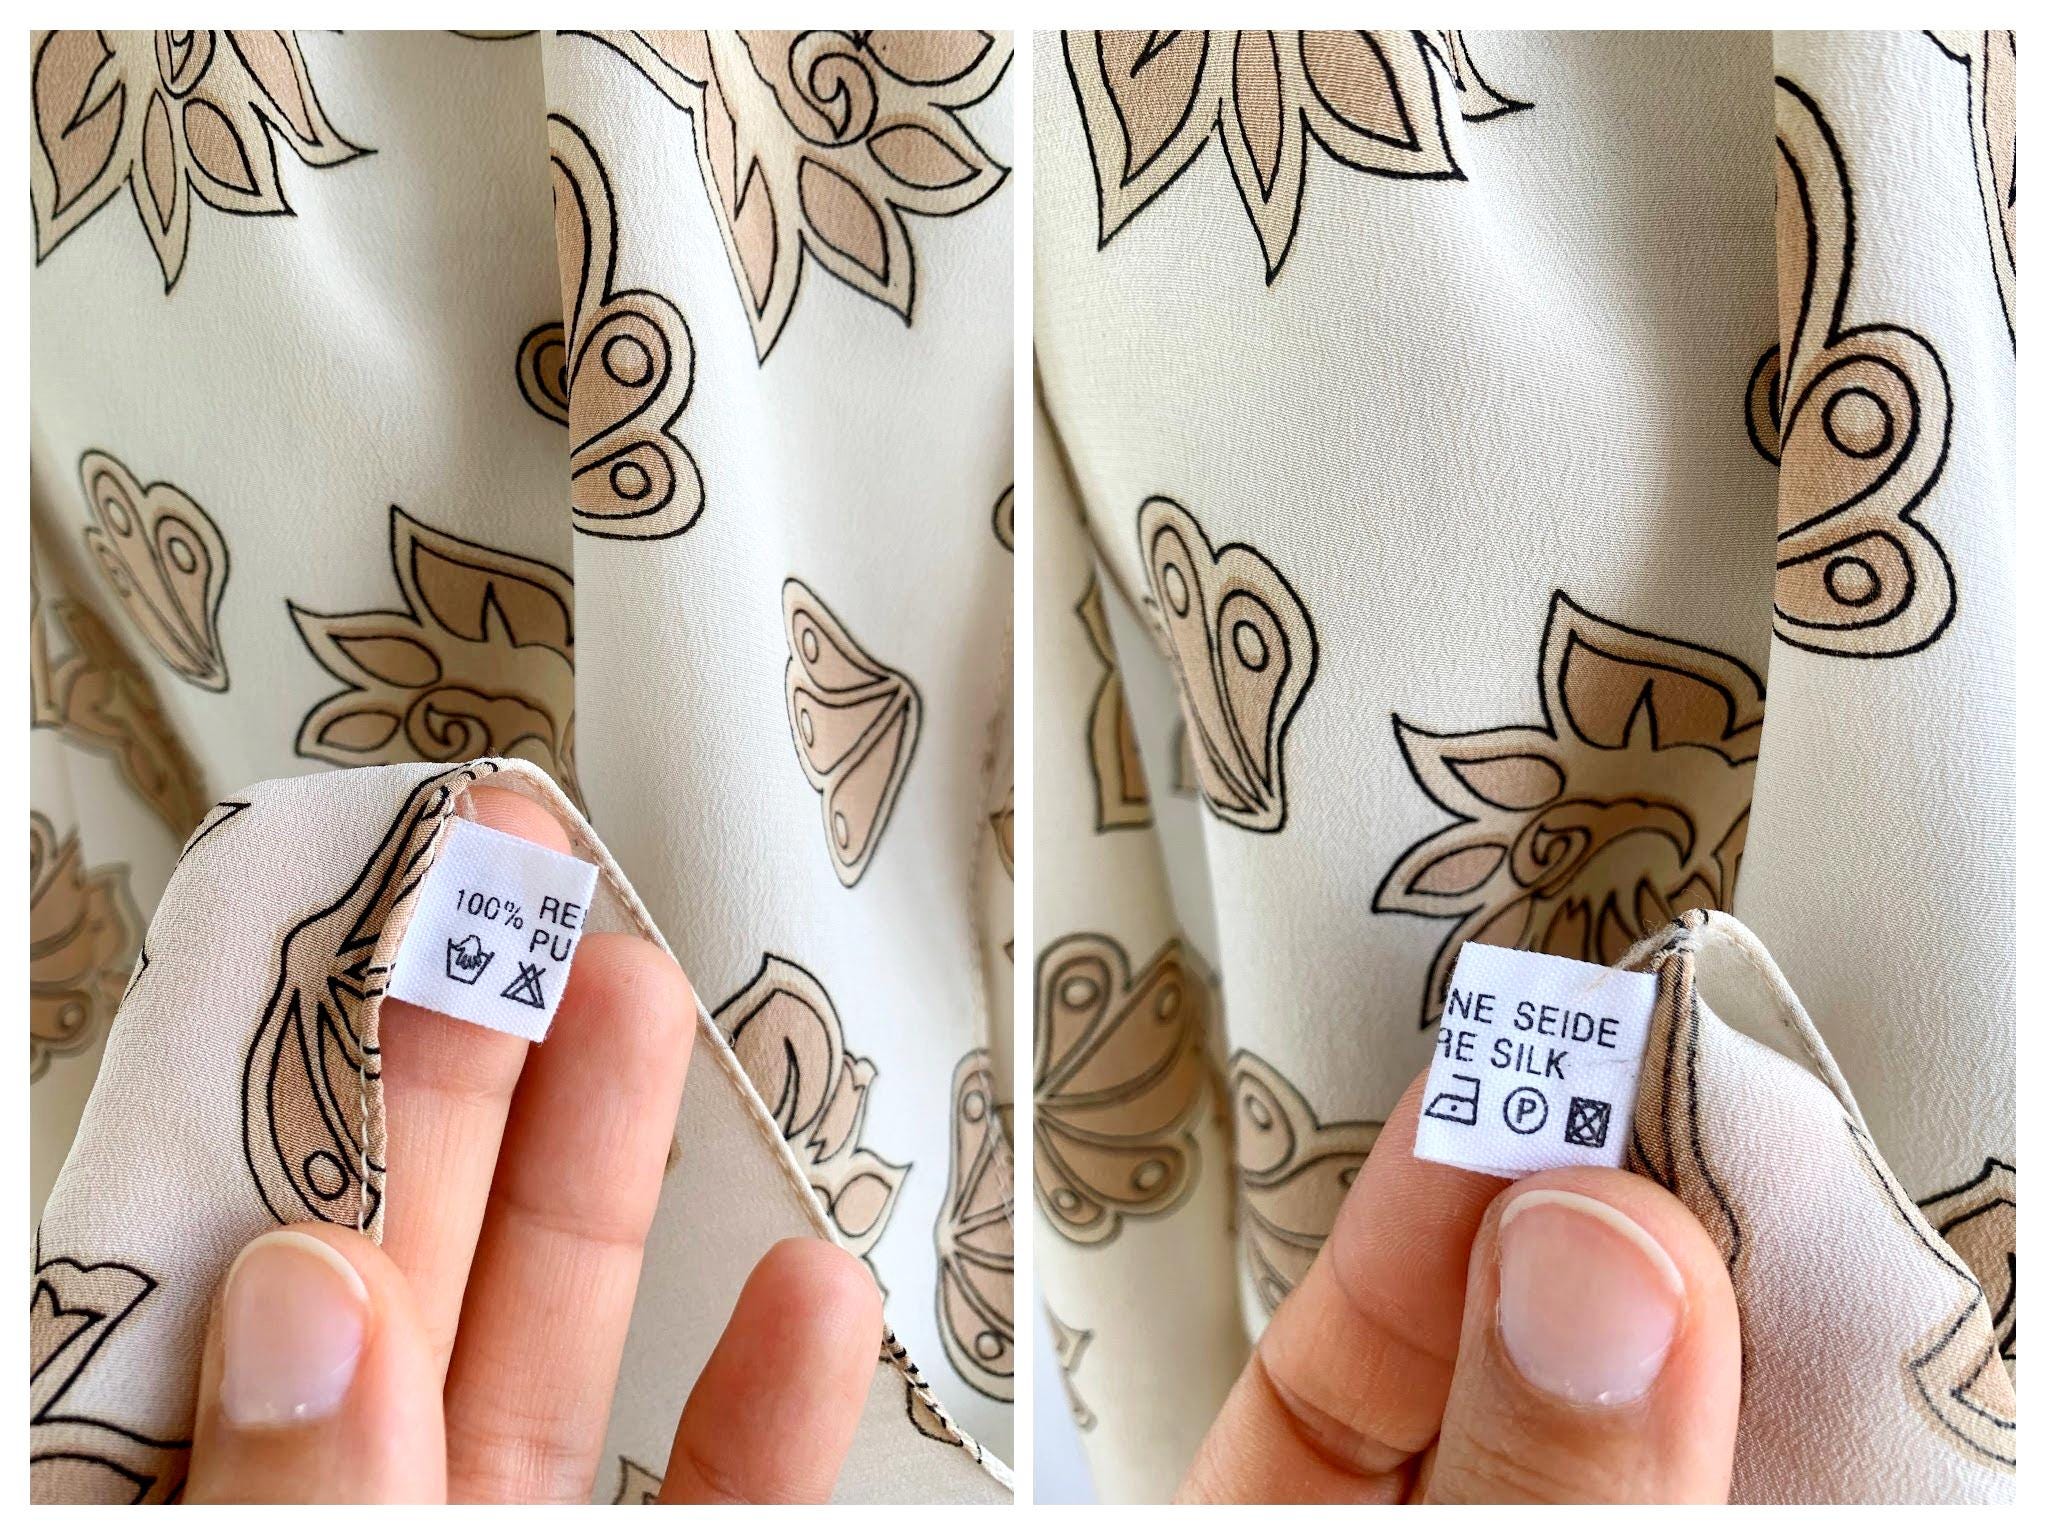 100% RE
PU
NE SEIDE
RE SILK
P